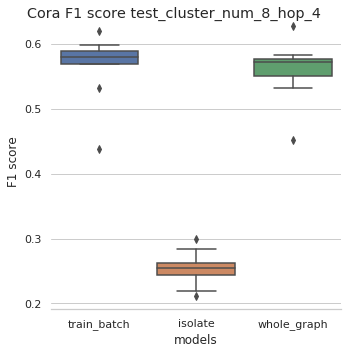 Cora F1 score test_cluster_num_8_hop_4
0.6
0.5
0.4
0.3
0.2
F1 score
train_batch isolate whole_graph
models